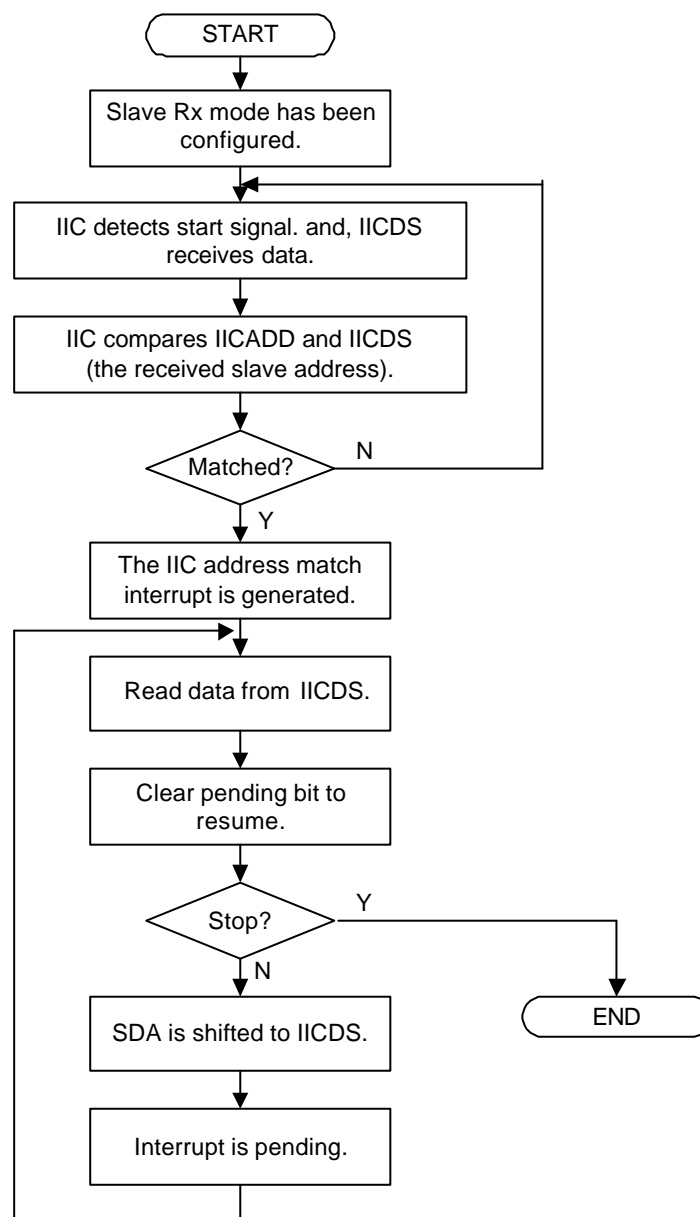 START
Slave Rx mode has been
configured.
IIC detects start signal. and, IICDS
receives data.
IIC compares IICADD and IICDS
(the received slave address).
Matched?
N
Y
The IIC address match
interrupt is generated.
Read data from IICDS.
Clear pending bit to
resume.
Stop?
Y
N
SDA is shifted to IICDS.
END
Interrupt is pending.